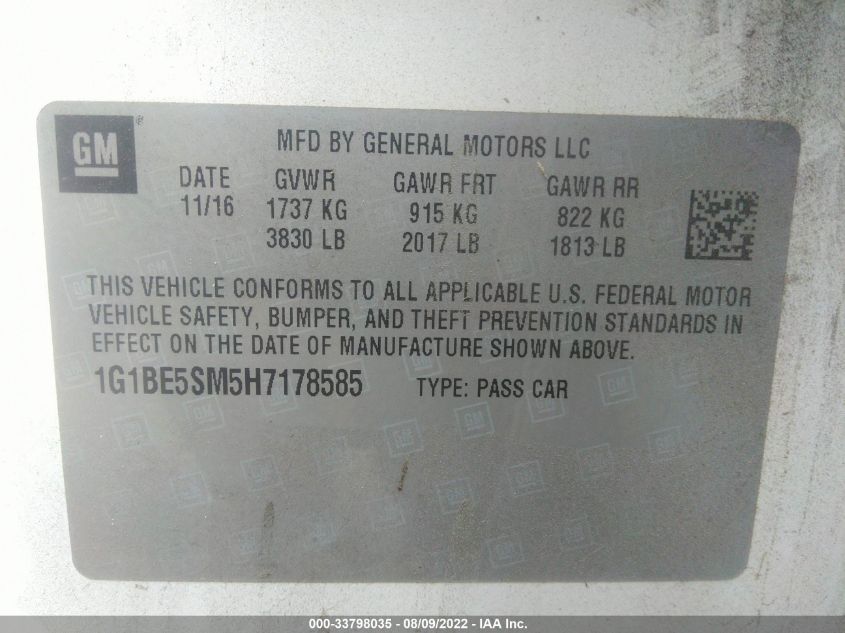 GM®
MFD BY GENERAL MOTORS LLC
DATE GVWR GAWR FRT GAWR RR
11/16 1737 KG 915 KG 822 KG
3830 LB 2017 LB 1813 LB
THIS VEHICLE CONFORMS TO ALL APPLICABLE U.S. FEDERAL MOTOR
VEHICLE SAFETY, BUMPER, AND THEFT PREVENTION STANDARDS IN
EFFECT ON THE DATE OF MANUFACTURE SHOWN ABOVE.
1G1BE5SM5H7178585 TYPE: PASS CAR
000-33798035 - 08/09/2022 - IAA Inc.